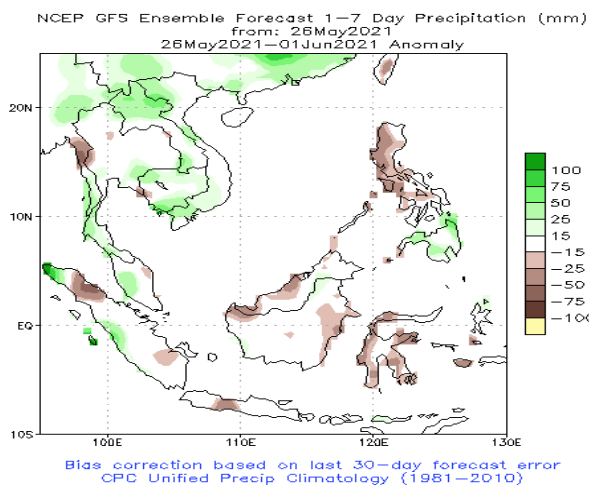 NCEP GFS Ensemble Forecast 1−7 Day Precipitation (mm)
from: 26May2021
26May2021−01Jun2021 Anomaly
20N
10N
EQ
10S
100E
110E
120E
130E
100
75
50
25
15
−15
−25
−50
−75
−100
Bias correction based on last 30−day forecast error
CPC Unified Precip Climatology (1981−2010)